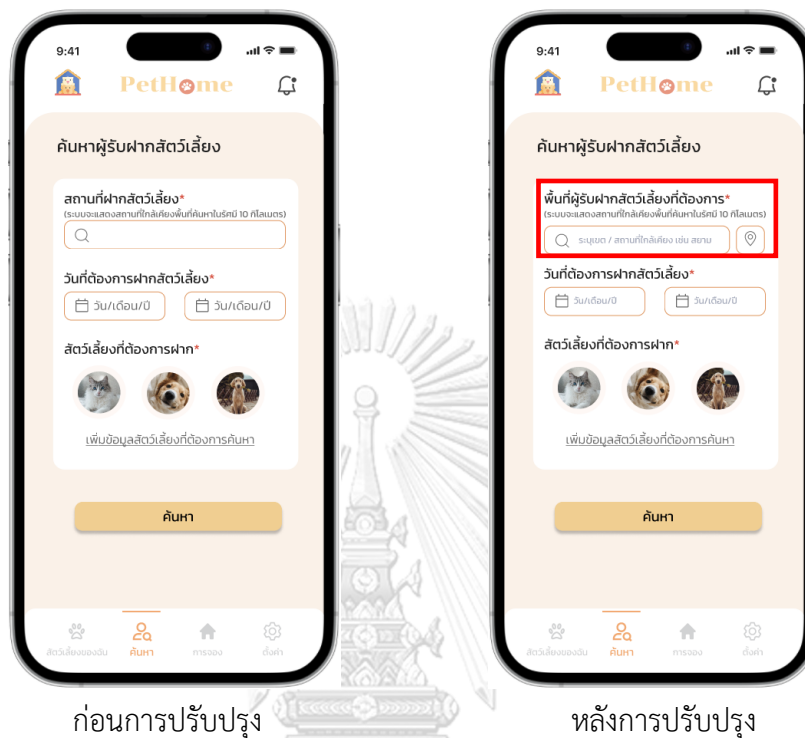 9:41
PetHome
ค้นหาผู้รับฝากสัตว์เลี้ยง
สถานที่ฝากสัตว์เลี้ยง*
(ระบบจะแสดงสถานที่ใกล้เคียงพื้นที่ค้นหาในรัศมี 10 กิโลเมตร)
วันที่ต้องการฝากสัตว์เลี้ยง*
วัน/เดือน/ปี วัน/เดือน/ปี
สัตว์เลี้ยงที่ต้องการฝาก*
เพิ่มข้อมูลสัตว์เลี้ยงที่ต้องการค้นหา
ค้นหา
สัตว์เลี้ยงของฉัน ค้นหา การจอง ตั้งค่า
ก่อนการปรับปรุง
9:41
PetHome
ค้นหาผู้รับฝากสัตว์เลี้ยง
พื้นที่ผู้รับฝากสัตว์เลี้ยงที่ต้องการ*
(ระบบจะแสดงสถานที่ใกล้เคียงพื้นที่ค้นหาในรัศมี 10 กิโลเมตร)
ระบุเขต / สถานที่ใกล้เคียง เช่น สยาม
วันที่ต้องการฝากสัตว์เลี้ยง*
วัน/เดือน/ปี วัน/เดือน/ปี
สัตว์เลี้ยงที่ต้องการฝาก*
เพิ่มข้อมูลสัตว์เลี้ยงที่ต้องการค้นหา
ค้นหา
สัตว์เลี้ยงของฉัน ค้นหา การจอง ตั้งค่า
หลังการปรับปรุง